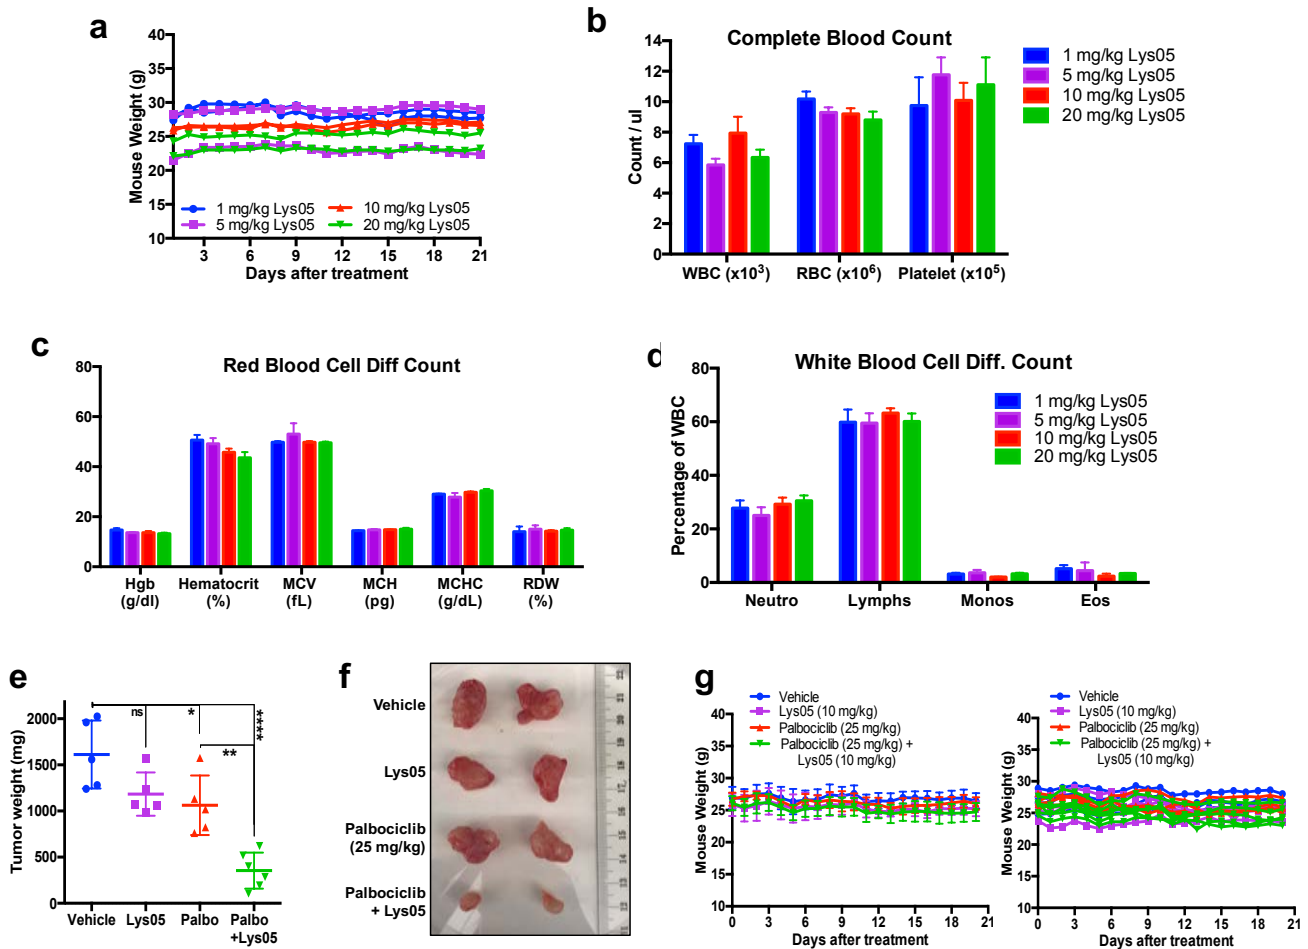 a
Mouse Weight (g)
40
35
30
25
20
15
10
3 6 9 12 15 18 21
Days after treatment
1 mg/kg Lys05
5 mg/kg Lys05
10 mg/kg Lys05
20 mg/kg Lys05
b
Complete Blood Count
Count / ul
14
12
10
8
6
4
2
0
WBC (x10³) RBC (x10⁶) Platelet (x10⁵)
1 mg/kg Lys05
5 mg/kg Lys05
10 mg/kg Lys05
20 mg/kg Lys05
c
Red Blood Cell Diff Count
80
60
40
20
0
Hgb Hematocrit MCV MCH MCHC RDW
(g/dl) (%) (fL) (pg) (g/dL) (%)
d
White Blood Cell Diff. Count
Percentage of WBC
80
60
40
20
0
Neutro Lymphs Monos Eos
1 mg/kg Lys05
5 mg/kg Lys05
10 mg/kg Lys05
20 mg/kg Lys05
e
Tumor weight (mg)
2000
1500
1000
500
0
ns
*
**
****
Vehicle Lys05 Palbo Palbo
+Lys05
f
Vehicle
Lys05
Palbociclib
(25 mg/kg)
Palbociclib
+ Lys05
g
Vehicle
Lys05 (10 mg/kg)
Palbociclib (25 mg/kg)
Palbociclib (25 mg/kg) +
Lys05 (10 mg/kg)
Mouse Weight (g)
40
35
30
25
20
15
10
0 3 6 9 12 15 18 21
Days after treatment
Vehicle
Lys05 (10 mg/kg)
Palbociclib (25 mg/kg)
Palbociclib (25 mg/kg) +
Lys05 (10 mg/kg)
Mouse Weight (g)
40
35
30
25
20
15
10
0 3 6 9 12 15 18 21
Days after treatment